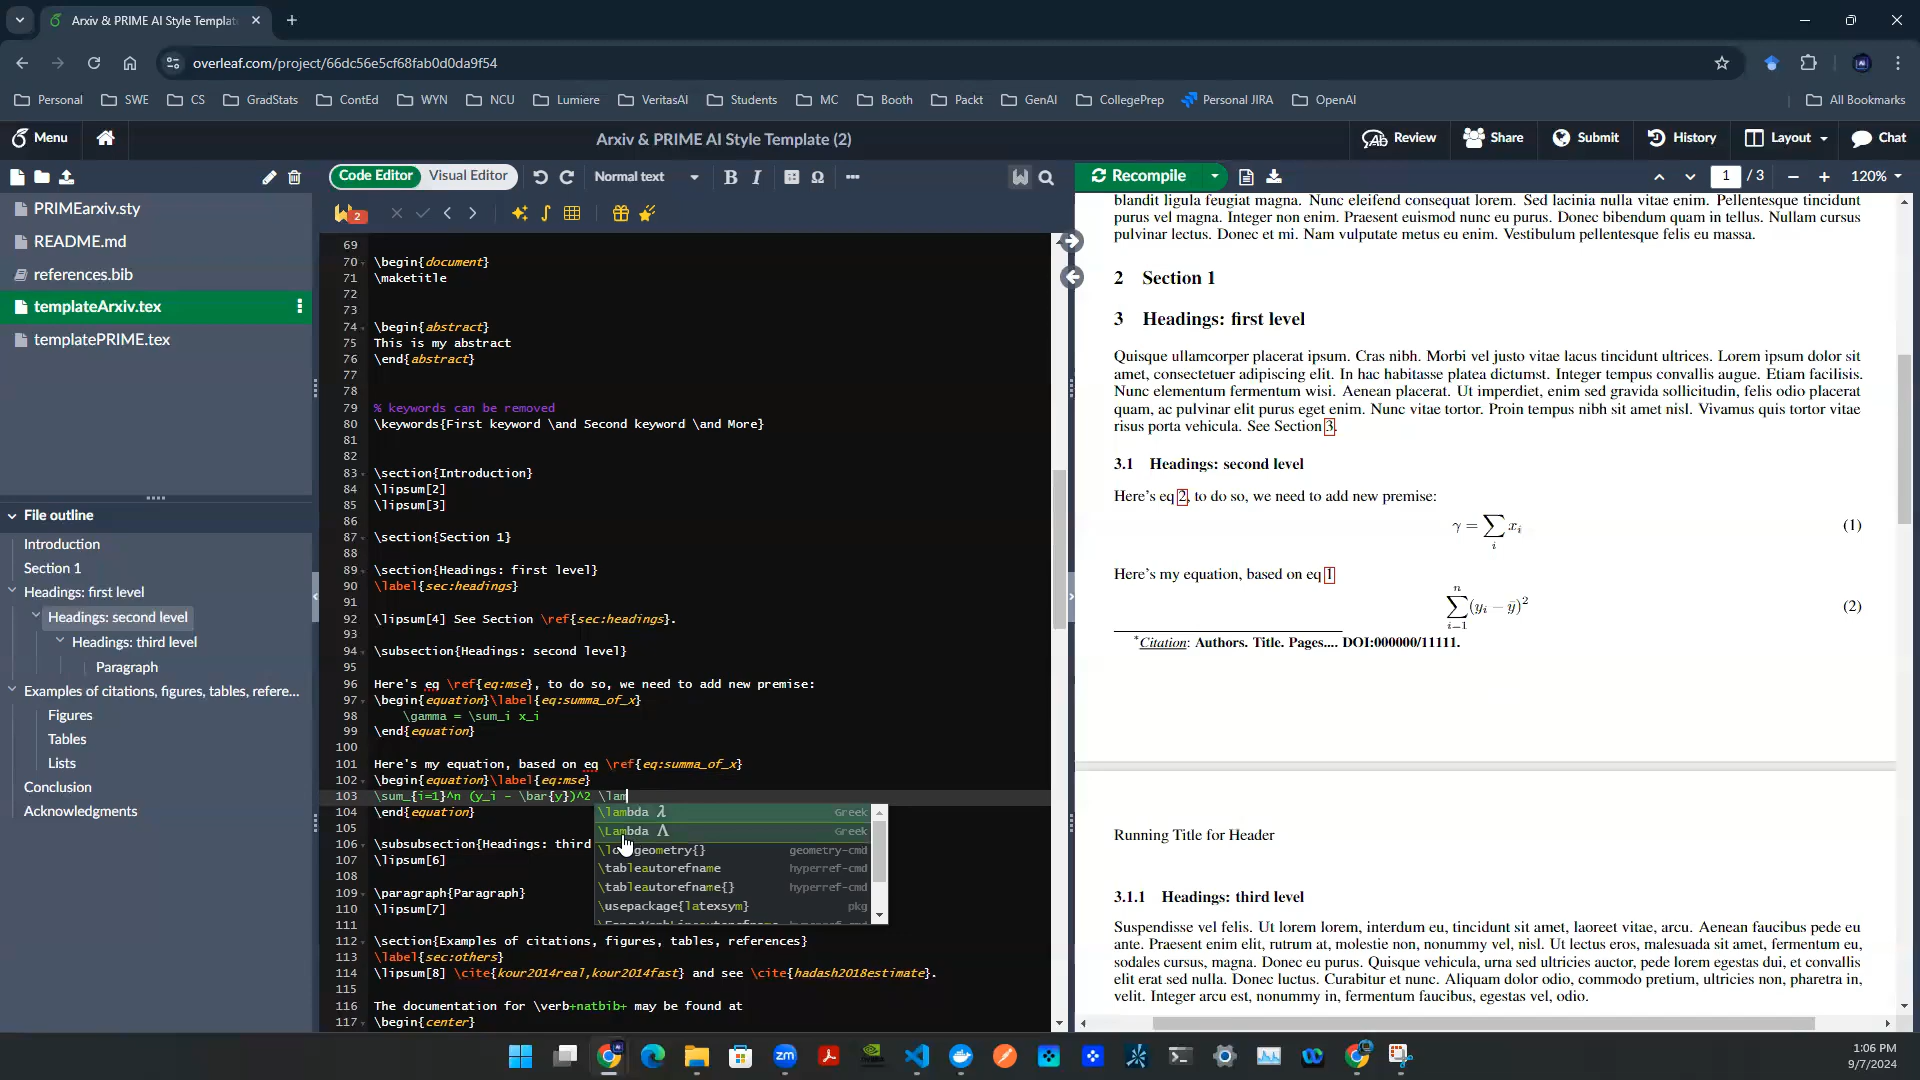 Arxiv & PRIME AI Style Templat
overleaf.com/project/66dc56e5cf68fab0d0da9f54
Personal SWE CS GradStats ContEd WYN NCU Lumiere VeritasAI Students MC Booth Packt GenAI CollegePrep Personal JIRA OpenAI All Bookmarks
Menu Arxiv & PRIME AI Style Template (2) Review Share Submit History Layout Chat
Code Editor Visual Editor Normal text B I Ω Recompile 1 / 3 120%
2
PRIMEarxiv.sty
README.md
references.bib
templateArxiv.tex
templatePRIME.tex
File outline
Introduction
Section 1
Headings: first level
Headings: second level
Headings: third level
Paragraph
Examples of citations, figures, tables, refere...
Figures
Tables
Lists
Conclusion
Acknowledgments
69
70 \begin{document}
71 \maketitle
72
73
74 \begin{abstract}
75 This is my abstract
76 \end{abstract}
77
78
79 % keywords can be removed
80 \keywords{First keyword \and Second keyword \and More}
81
82
83 \section{Introduction}
84 \lipsum[2]
85 \lipsum[3]
86
87 \section{Section 1}
88
89 \section{Headings: first level}
90 \label{sec:headings}
91
92 \lipsum[4] See Section \ref{sec:headings}.
93
94 \subsection{Headings: second level}
95
96 Here's eq \ref{eq:mse}, to do so, we need to add new premise:
97 \begin{equation}\label{eq:summa_of_x}
98 \gamma = \sum_i x_i
99 \end{equation}
100
101 Here's my equation, based on eq \ref{eq:summa_of_x}
102 \begin{equation}\label{eq:mse}
103 \sum_{i=1}^n (y_i - \bar{y})^2 \lam
104 \end{equation}
105
106 \subsubsection{Headings: third
107 \lipsum[6]
108
109 \paragraph{Paragraph}
110 \lipsum[7]
111
112 \section{Examples of citations, figures, tables, references}
113 \label{sec:others}
114 \lipsum[8] \cite{kour2014real,kour2014fast} and see \cite{hadash2018estimate}.
115
116 The documentation for \verb+natbib+ may be found at
117 \begin{center}
\lambda λ Greek
\Lambda Λ Greek
geometry{} geometry-cmd
\tableautorefname hyperref-cmd
\tableautorefname{} hyperref-cmd
\usepackage{latexsym} pkg
blandit ligula feugiat magna. Nunc eleifend consequat lorem. Sed lacinia nulla vitae enim. Pellentesque tincidunt
purus vel magna. Integer non enim. Praesent euismod nunc eu purus. Donec bibendum quam in tellus. Nullam cursus
pulvinar lectus. Donec et mi. Nam vulputate metus eu enim. Vestibulum pellentesque felis eu massa.
2 Section 1
3 Headings: first level
Quisque ullamcorper placerat ipsum. Cras nibh. Morbi vel justo vitae lacus tincidunt ultrices. Lorem ipsum dolor sit
amet, consectetuer adipiscing elit. In hac habitasse platea dictumst. Integer tempus convallis augue. Etiam facilisis.
Nunc elementum fermentum wisi. Aenean placerat. Ut imperdiet, enim sed gravida sollicitudin, felis odio placerat
quam, ac pulvinar elit purus eget enim. Nunc vitae tortor. Proin tempus nibh sit amet nisl. Vivamus quis tortor vitae
risus porta vehicula. See Section 3.
3.1 Headings: second level
Here's eq 2, to do so, we need to add new premise:
γ = ∑ᵢ xᵢ (1)
Here's my equation, based on eq 1
∑ᵢ₌₁ⁿ (yᵢ − ȳ)² (2)
*Citation: Authors. Title. Pages.... DOI:000000/11111.
Running Title for Header
3.1.1 Headings: third level
Suspendisse vel felis. Ut lorem lorem, interdum eu, tincidunt sit amet, laoreet vitae, arcu. Aenean faucibus pede eu
ante. Praesent enim elit, rutrum at, molestie non, nonummy vel, nisl. Ut lectus eros, malesuada sit amet, fermentum eu,
sodales cursus, magna. Donec eu purus. Quisque vehicula, urna sed ultricies auctor, pede lorem egestas dui, et convallis
elit erat sed nulla. Donec luctus. Curabitur et nunc. Aliquam dolor odio, commodo pretium, ultricies non, pharetra in,
velit. Integer arcu est, nonummy in, fermentum faucibus, egestas vel, odio.
zm
1:06 PM
9/7/2024